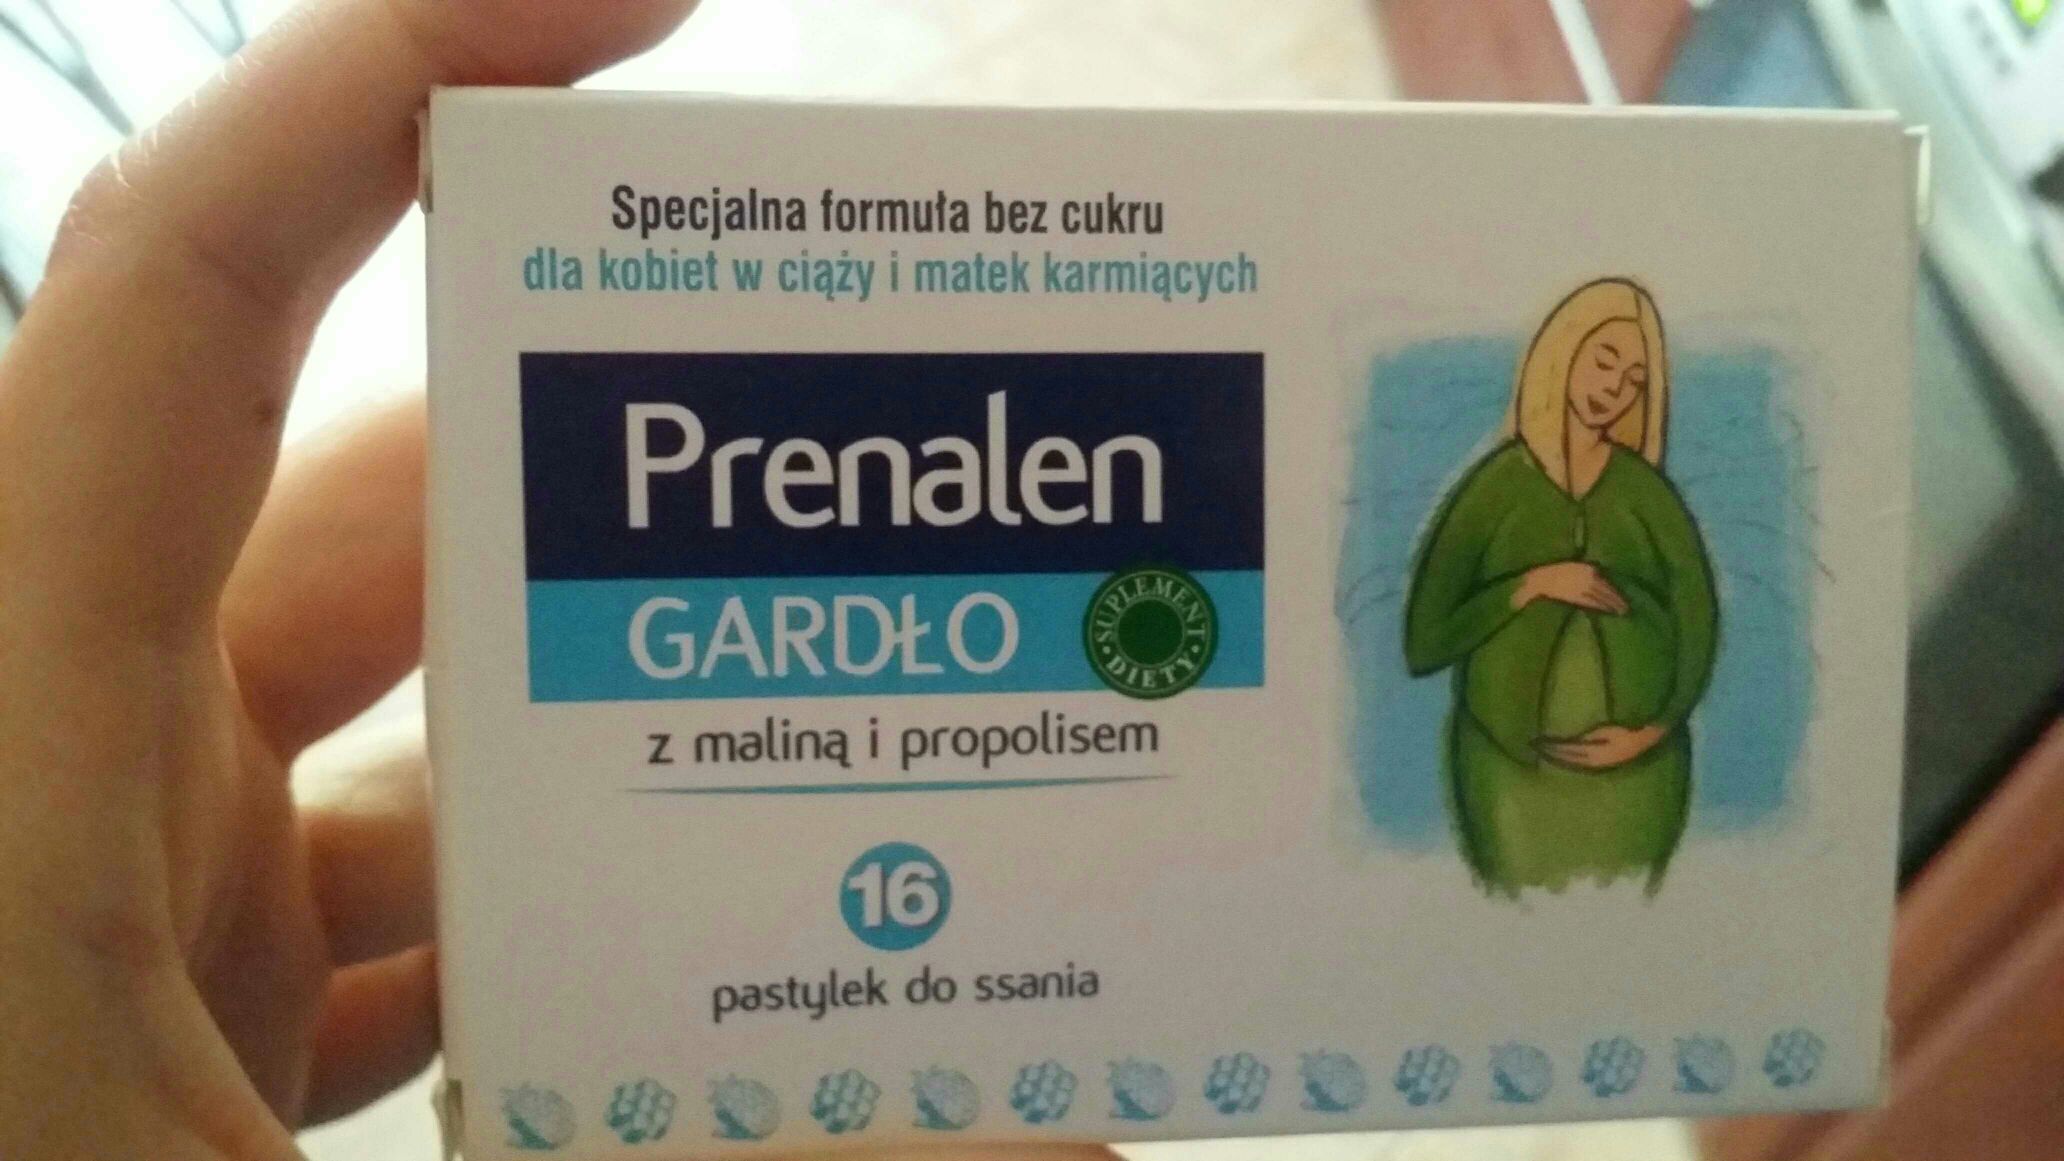 Specjalna formuła bez cukru
dla kobiet w ciąży i matek karmiących
Prenalen
GARDŁO
SUPLEMENT
DIETY
z maliną i propolisem
16
pastylek do ssania